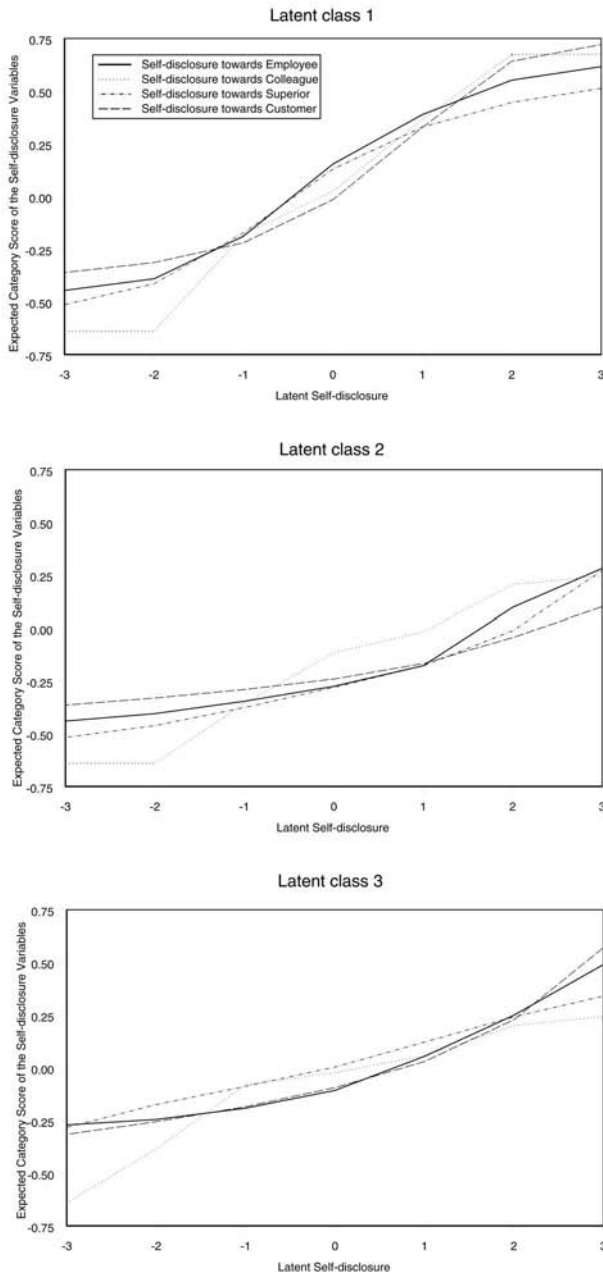 Latent class 1
0.75
0.50
0.25
0.00
-0.25
-0.50
-0.75
Expected Category Score of the Self-disclosure Variables
Self-disclosure towards Employee
Self-disclosure towards Colleague
Self-disclosure towards Superior
Self-disclosure towards Customer
-3 -2 -1 0 1 2 3
Latent Self-disclosure
Latent class 2
0.75
0.50
0.25
0.00
-0.25
-0.50
-0.75
Expected Category Score of the Self-disclosure Variables
-3 -2 -1 0 1 2 3
Latent Self-disclosure
Latent class 3
0.75
0.50
0.25
0.00
-0.25
-0.50
-0.75
Expected Category Score of the Self-disclosure Variables
-3 -2 -1 0 1 2 3
Latent Self-disclosure